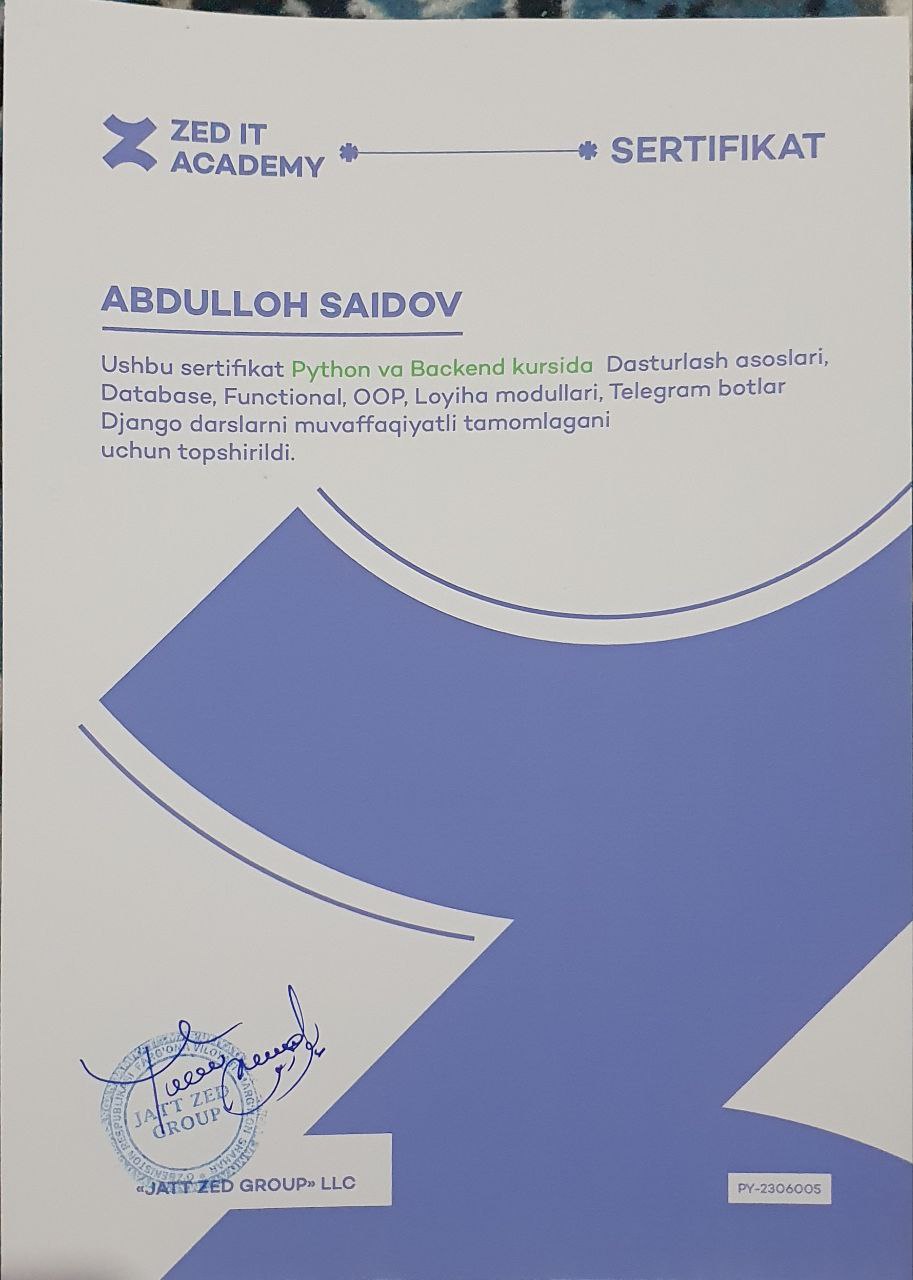 ZED IT
ACADEMY
SERTIFIKAT
ABDULLOH SAIDOV
Ushbu sertifikat Python va Backend kursida Dasturlash asoslari,
Database, Functional, OOP, Loyiha modullari, Telegram botlar
Django darslarni muvaffaqiyatli tamomlagani
uchun topshirildi.
JATT ZED
GROUP
«JATT ZED GROUP» LLC
PY-2306005